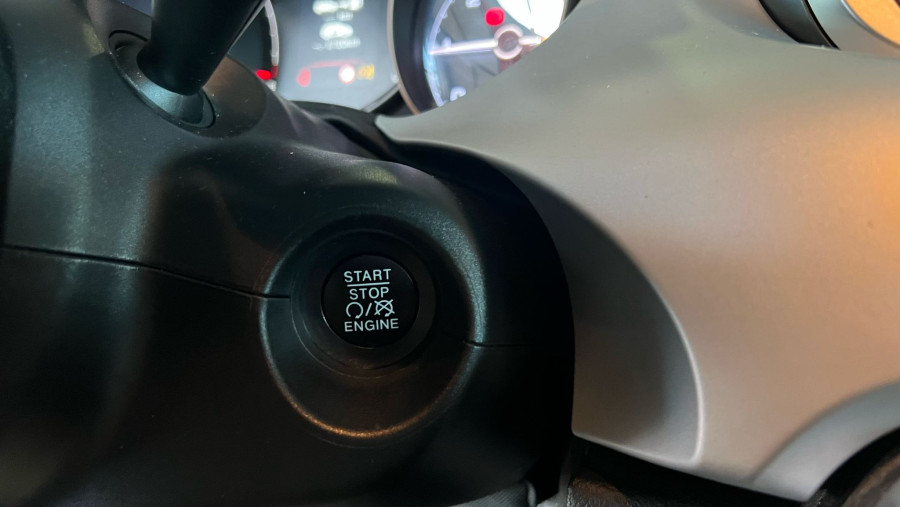 START
STOP
/
ENGINE